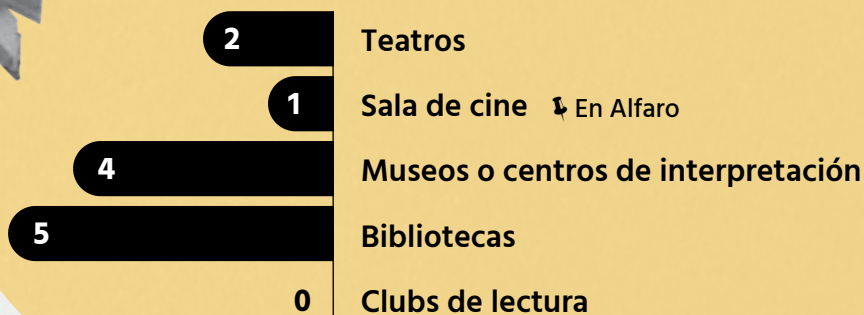 2 Teatros
1 Sala de cine En Alfaro
4 Museos o centros de interpretación
5 Bibliotecas
0 Clubs de lectura